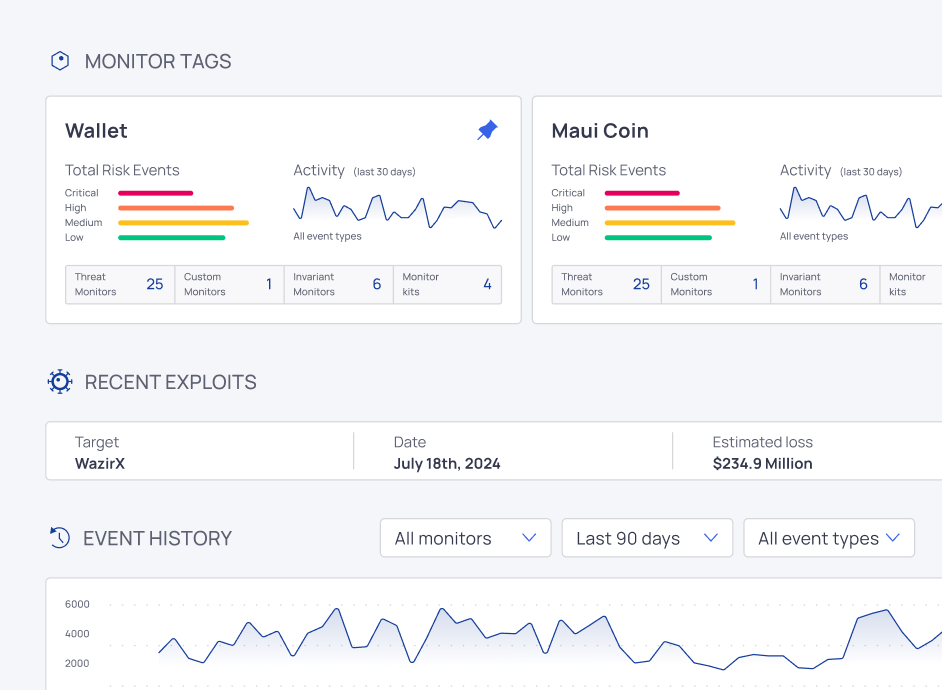 MONITOR TAGS
Wallet
Total Risk Events
Critical
High
Medium
Low
Activity (last 30 days)
All event types
Threat Monitors 25
Custom Monitors 1
Invariant Monitors 6
Monitor kits 4
Maui Coin
Total Risk Events
Critical
High
Medium
Low
Activity (last 30 days)
All event types
Threat Monitors 25
Custom Monitors 1
Invariant Monitors 6
Monitor kits
RECENT EXPLOITS
Target
WazirX
Date
July 18th, 2024
Estimated loss
$234.9 Million
EVENT HISTORY
All monitors
Last 90 days
All event types
6000
4000
2000